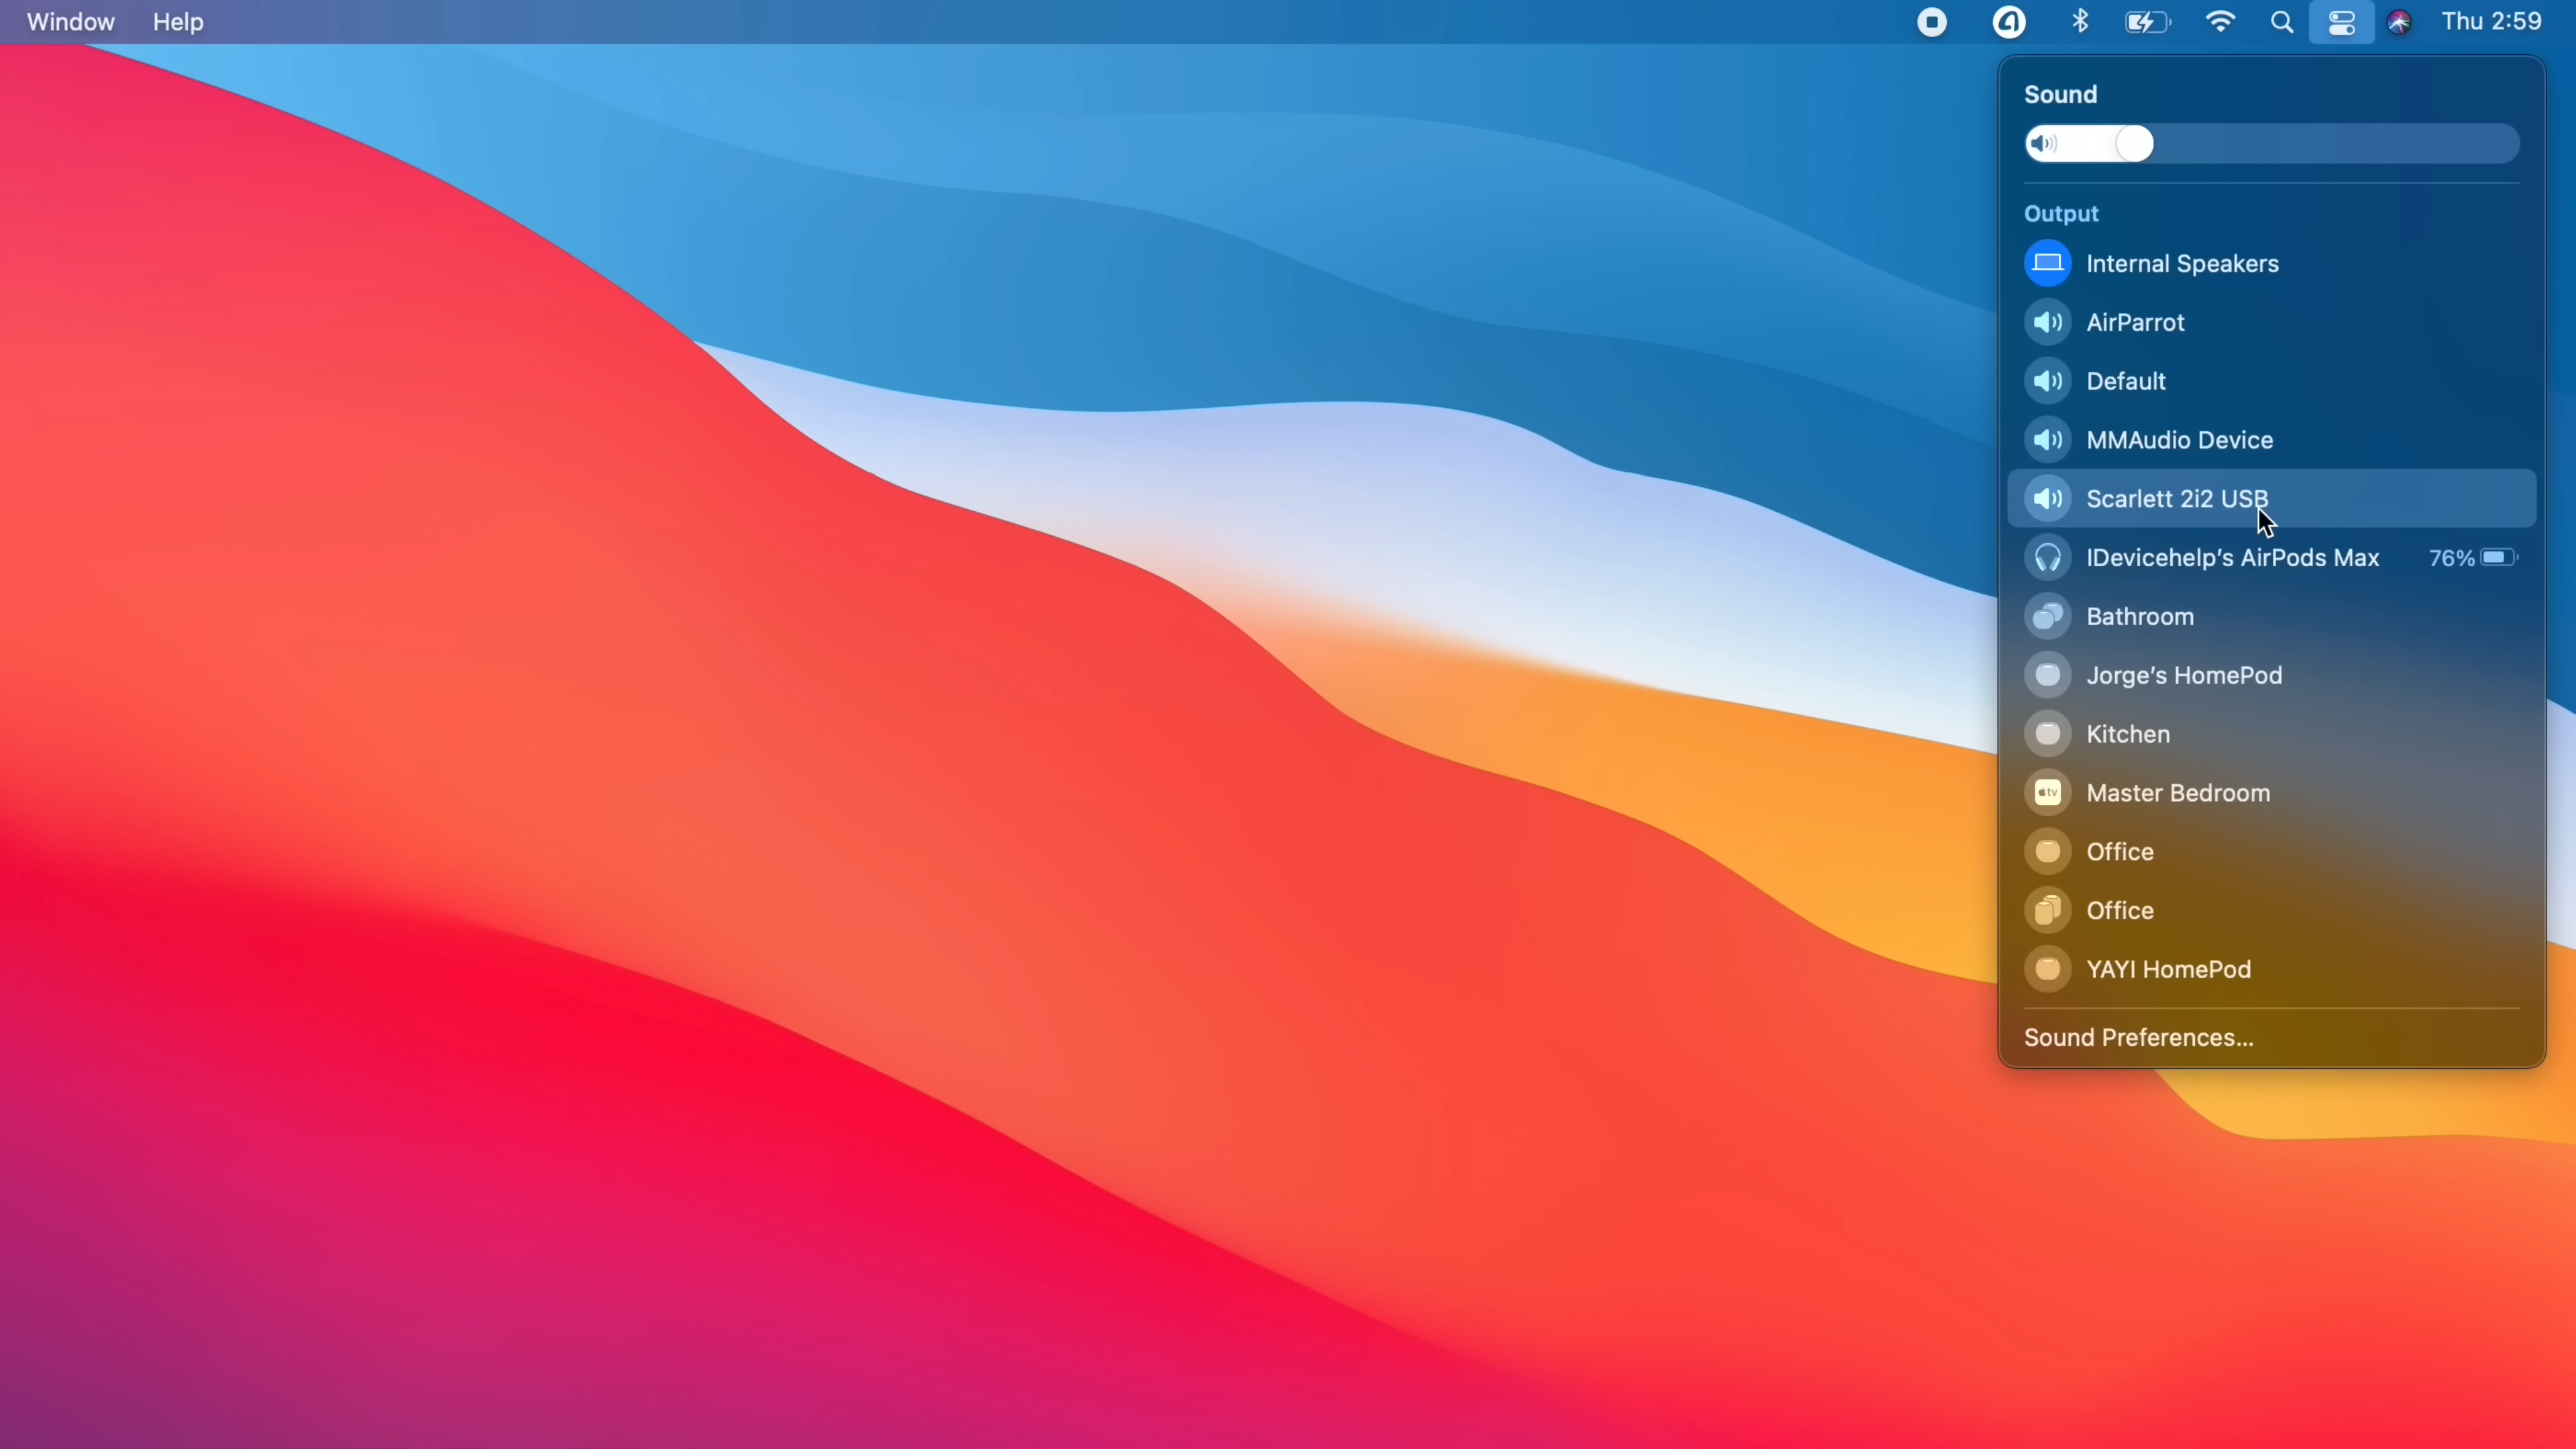 Window Help Thu 2:59
Sound
Output
Internal Speakers
AirParrot
Default
MMAudio Device
Scarlett 2i2 USB
IDevicehelp's AirPods Max 76%
Bathroom
Jorge's HomePod
Kitchen
tv Master Bedroom
Office
Office
YAYI HomePod
Sound Preferences...